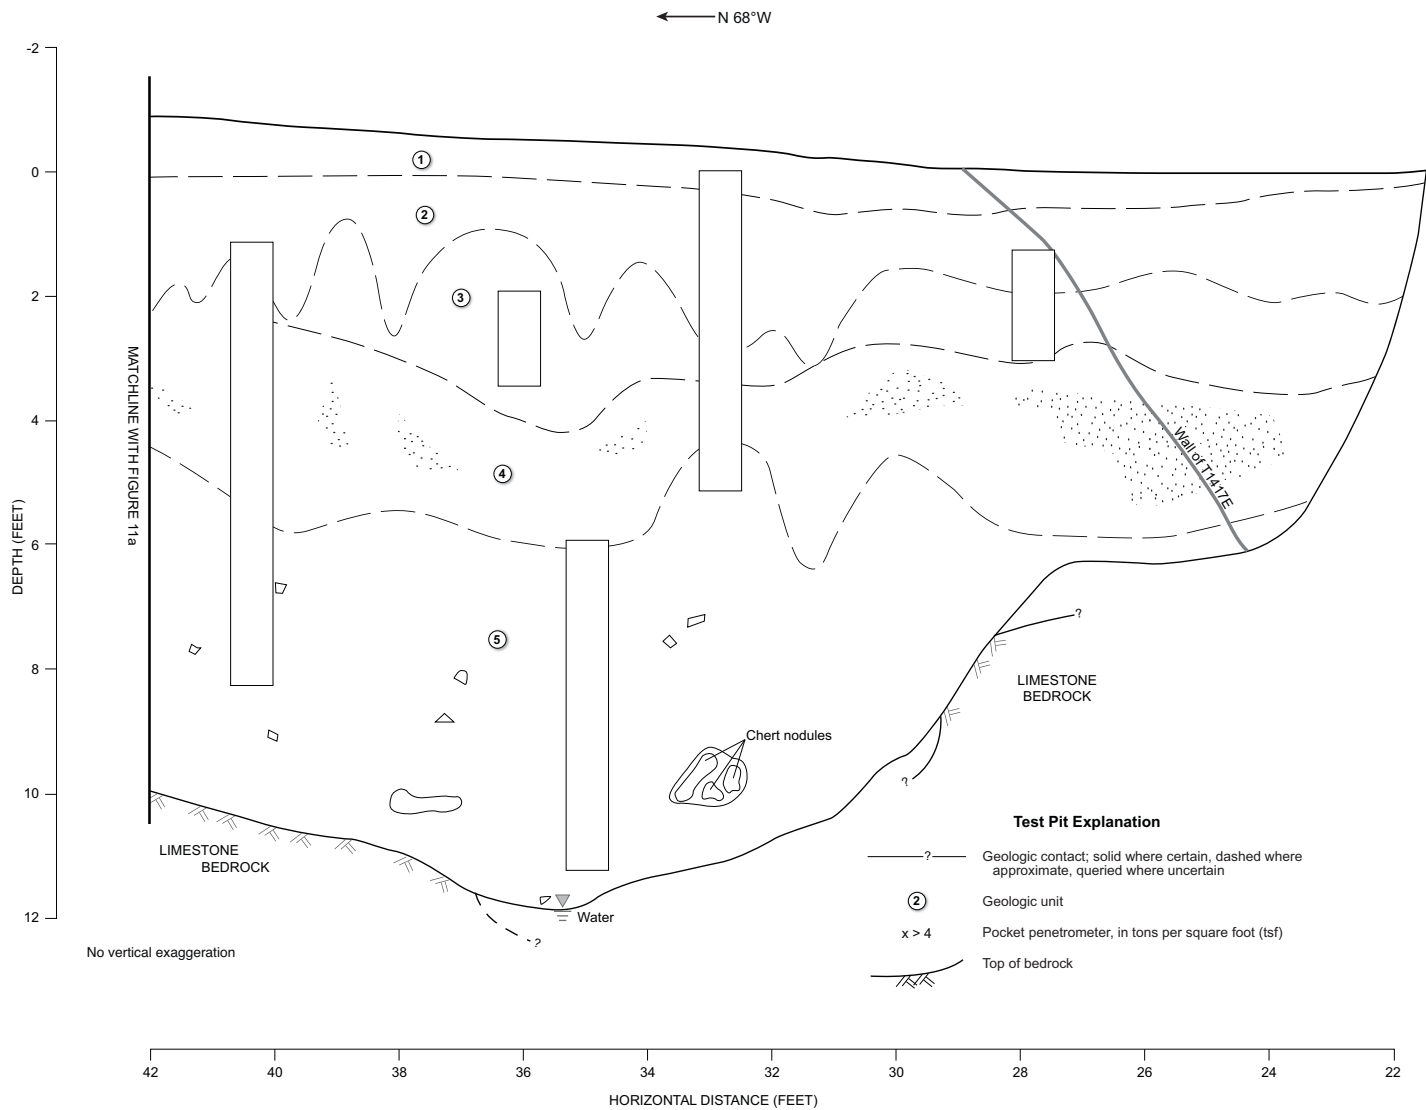 N 68°W
-2
0
2
4
6
8
10
12
DEPTH (FEET)
MATCHLINE WITH FIGURE 11a
1
2
3
4
5
Wall of T1417E
?
LIMESTONE
BEDROCK
?
Chert nodules
LIMESTONE
BEDROCK
Water
?
No vertical exaggeration
Test Pit Explanation
? Geologic contact; solid where certain, dashed where
approximate, queried where uncertain
2 Geologic unit
x > 4 Pocket penetrometer, in tons per square foot (tsf)
Top of bedrock
42 40 38 36 34 32 30 28 26 24 22
HORIZONTAL DISTANCE (FEET)